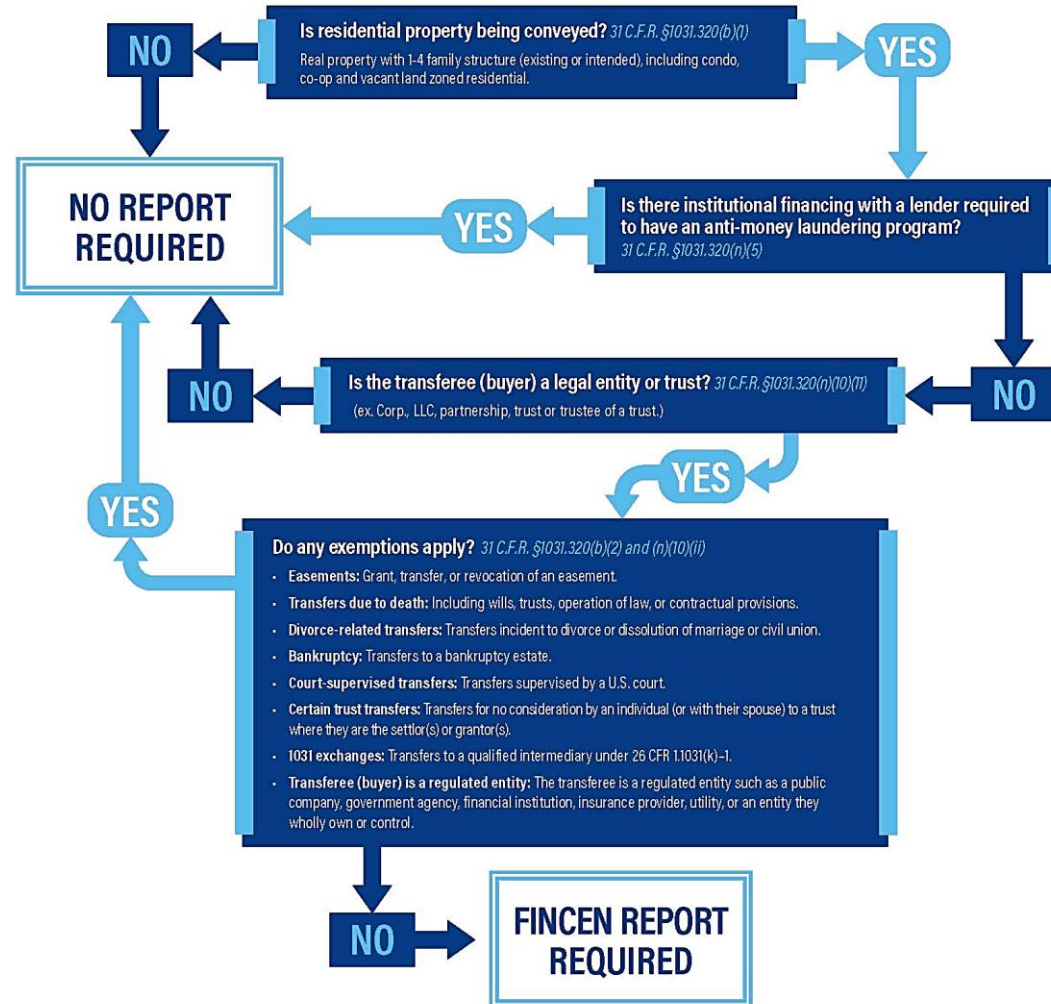 NO
Is residential property being conveyed? 31 C.F.R. §1031.320(b)(1)
Real property with 1-4 family structure (existing or intended), including condo,
co-op and vacant land zoned residential.
YES
NO REPORT
REQUIRED
YES
Is there institutional financing with a lender required
to have an anti-money laundering program?
31 C.F.R. §1031.320(n)(5)
NO
Is the transferee (buyer) a legal entity or trust? 31 C.F.R. §1031.320(n)(10)(11)
(ex. Corp., LLC, partnership, trust or trustee of a trust.)
NO
YES
YES
Do any exemptions apply? 31 C.F.R. §1031.320(b)(2) and (n)(10)(ii)
• Easements: Grant, transfer, or revocation of an easement.
• Transfers due to death: Including wills, trusts, operation of law, or contractual provisions.
• Divorce-related transfers: Transfers incident to divorce or dissolution of marriage or civil union.
• Bankruptcy: Transfers to a bankruptcy estate.
• Court-supervised transfers: Transfers supervised by a U.S. court.
• Certain trust transfers: Transfers for no consideration by an individual (or with their spouse) to a trust
where they are the settlor(s) or grantor(s).
• 1031 exchanges: Transfers to a qualified intermediary under 26 CFR 1.1031(k)–1.
• Transferee (buyer) is a regulated entity: The transferee is a regulated entity such as a public
company, government agency, financial institution, insurance provider, utility, or an entity they
wholly own or control.
NO
FINCEN REPORT
REQUIRED